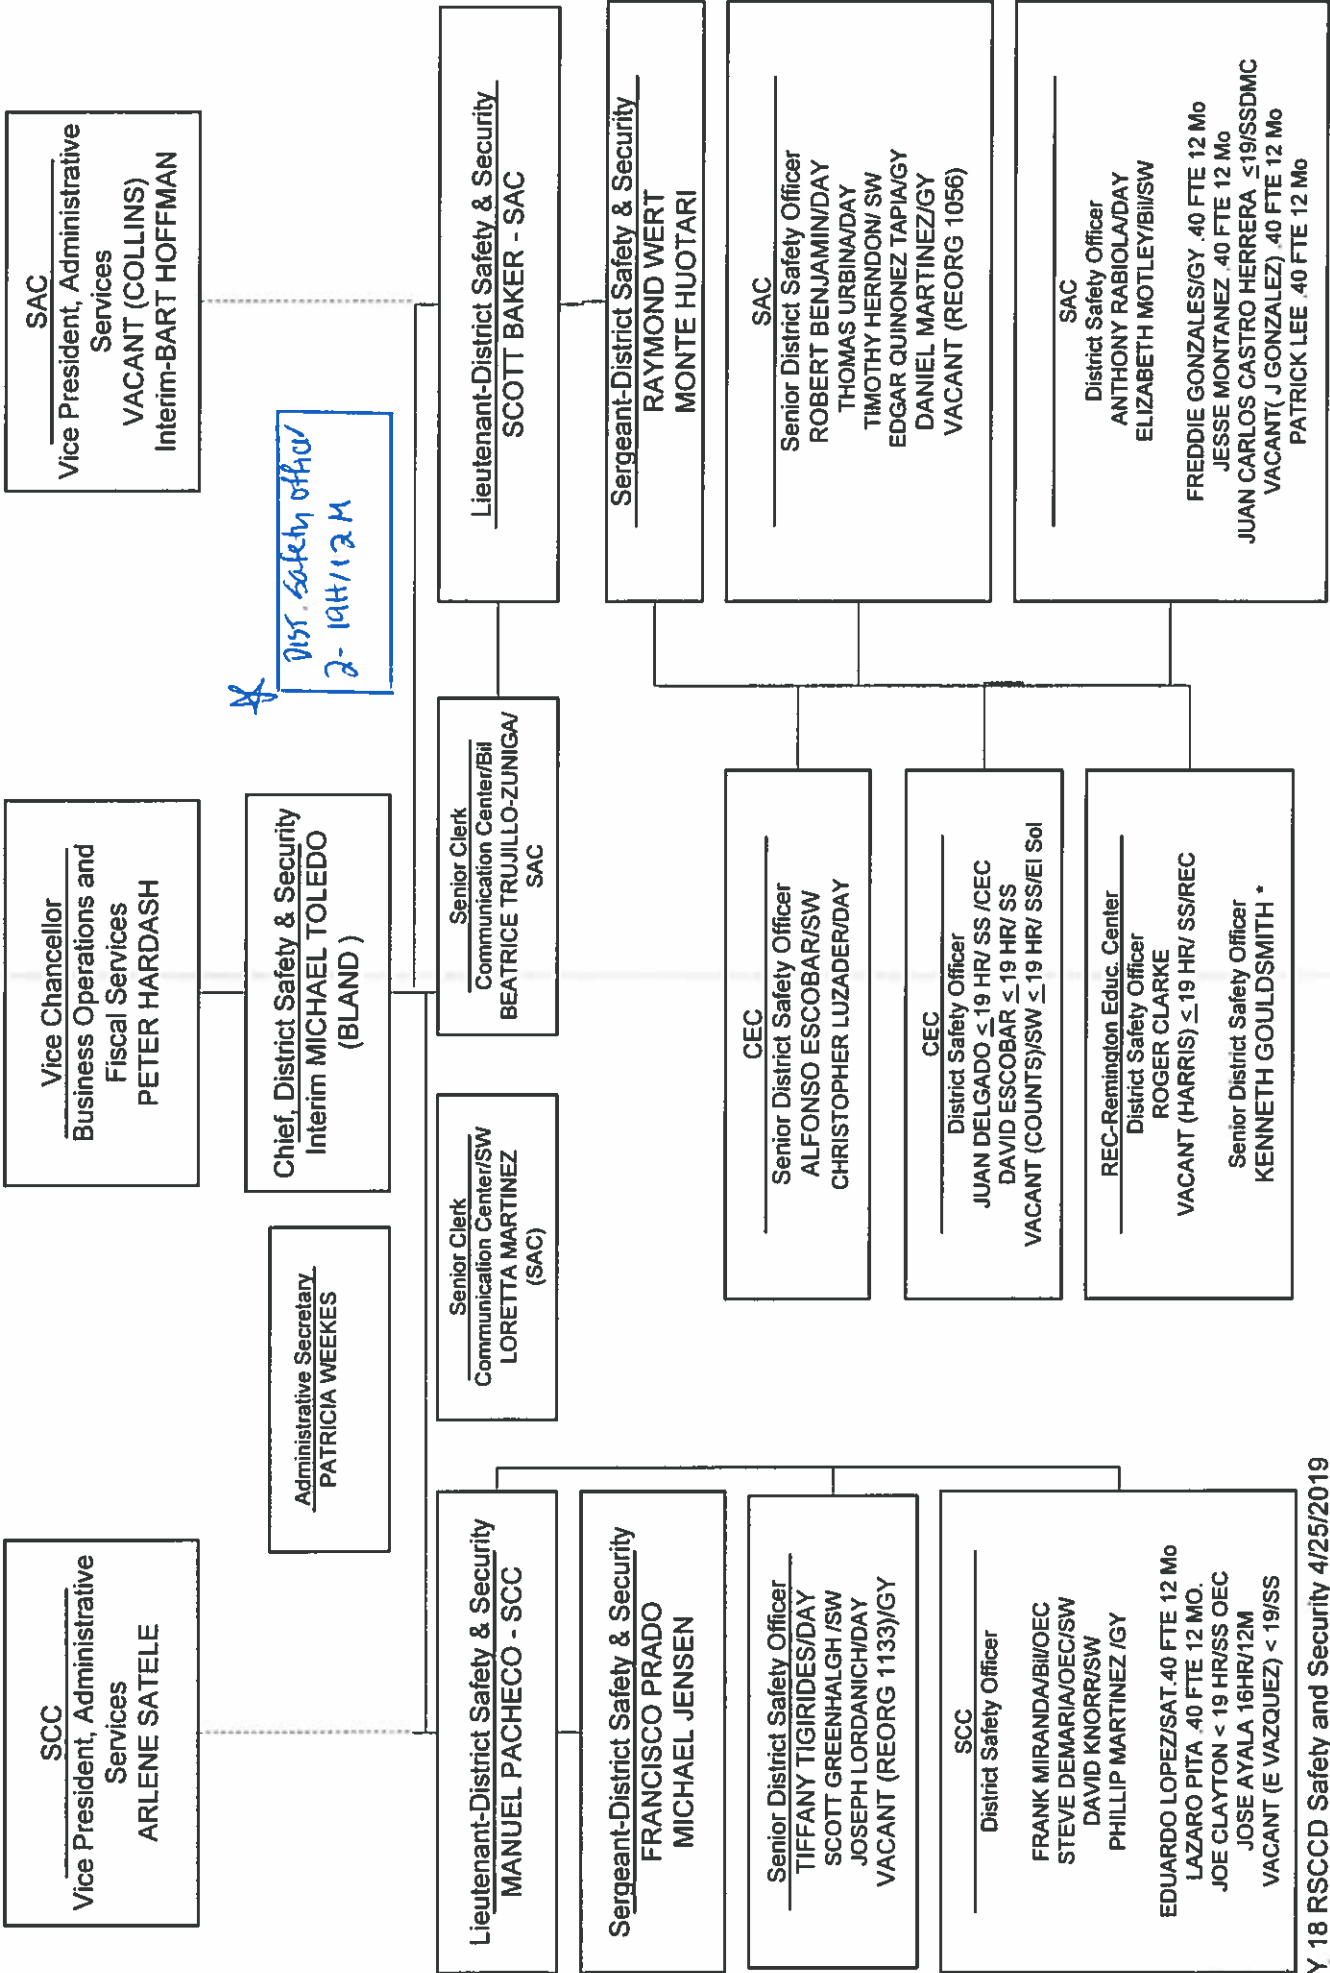 SCC
Vice President, Administrative
Services
ARLENE SATELE
Vice Chancellor
Business Operations and
Fiscal Services
PETER HARDASH
SAC
Vice President, Administrative
Services
VACANT (COLLINS)
Interim-BART HOFFMAN
Administrative Secretary
PATRICIA WEEKES
Chief, District Safety & Security
Interim MICHAEL TOLEDO
(BLAND )
Dist. Safety officer
2- 19H/12M
Lieutenant-District Safety & Security
MANUEL PACHECO - SCC
Senior Clerk
Communication Center/SW
LORETTA MARTINEZ
(SAC)
Senior Clerk
Communication Center/Bil
BEATRICE TRUJILLO-ZUNIGA/
SAC
Lieutenant-District Safety & Security
SCOTT BAKER - SAC
Sergeant-District Safety & Security
FRANCISCO PRADO
MICHAEL JENSEN
Sergeant-District Safety & Security
RAYMOND WERT
MONTE HUOTARI
Senior District Safety Officer
TIFFANY TIGIRIDES/DAY
SCOTT GREENHALGH /SW
JOSEPH LORDANICH/DAY
VACANT (REORG 1133)/GY
CEC
Senior District Safety Officer
ALFONSO ESCOBAR/SW
CHRISTOPHER LUZADER/DAY
SAC
Senior District Safety Officer
ROBERT BENJAMIN/DAY
THOMAS URBINA/DAY
TIMOTHY HERNDON/ SW
EDGAR QUINONEZ TAPIA/GY
DANIEL MARTINEZ/GY
VACANT (REORG 1056)
SCC
District Safety Officer
FRANK MIRANDA/Bil/OEC
STEVE DEMARIA/OEC/SW
DAVID KNORR/SW
PHILLIP MARTINEZ /GY
EDUARDO LOPEZ/SAT.40 FTE 12 Mo
LAZARO PITA .40 FTE 12 MO.
JOE CLAYTON < 19 HR/SS OEC
JOSE AYALA 16HR/12M
VACANT (E VAZQUEZ) < 19/SS
CEC
District Safety Officer
JUAN DELGADO ≤19 HR/ SS /CEC
DAVID ESCOBAR ≤19 HR/ SS
VACANT (COUNTS)/SW ≤19 HR/ SS/El Sol
REC-Remington Educ. Center
District Safety Officer
ROGER CLARKE
VACANT (HARRIS) ≤19 HR/ SS/REC
Senior District Safety Officer
KENNETH GOULDSMITH *
SAC
District Safety Officer
ANTHONY RABIOLA/DAY
ELIZABETH MOTLEY/Bil/SW
FREDDIE GONZALES/GY .40 FTE 12 Mo
JESSE MONTANEZ .40 FTE 12 Mo
JUAN CARLOS CASTRO HERRERA ≤19/SSDMC
VACANT( J GONZALEZ) .40 FTE 12 Mo
PATRICK LEE .40 FTE 12 Mo
Y 18 RSCCD Safety and Security 4/25/2019